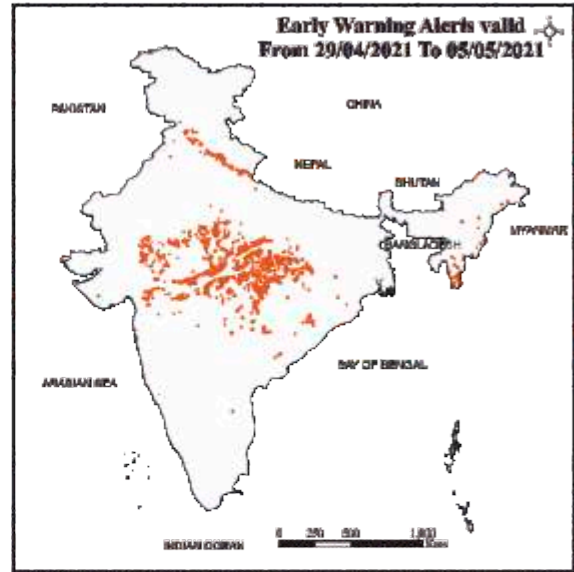 Early Warning Alerts valid
From 29/04/2021 To 05/05/2021
PAKISTAN
CHINA
NEPAL
BHUTAN
BANGLADESH
MYANMAR
ARABIAN SEA
BAY OF BENGAL
INDIAN OCEAN
0 250 500 1,000
Kms